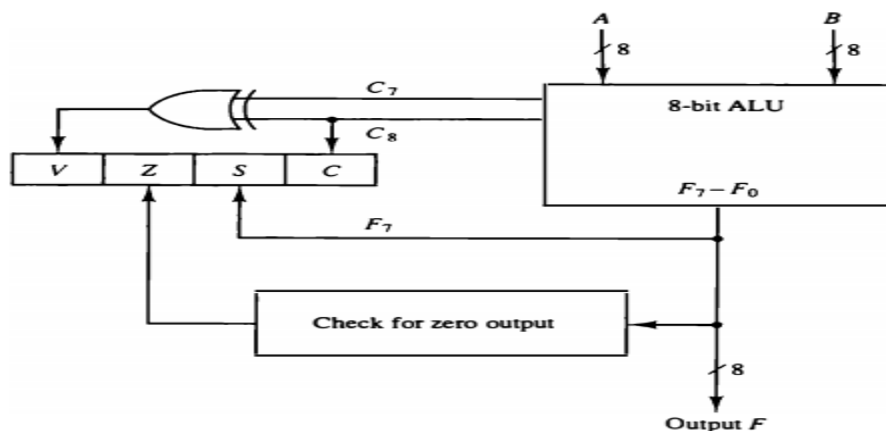 A B
8 8
C7
8-bit ALU
C8
V Z S C
F7 – F0
F7
Check for zero output
8
Output F